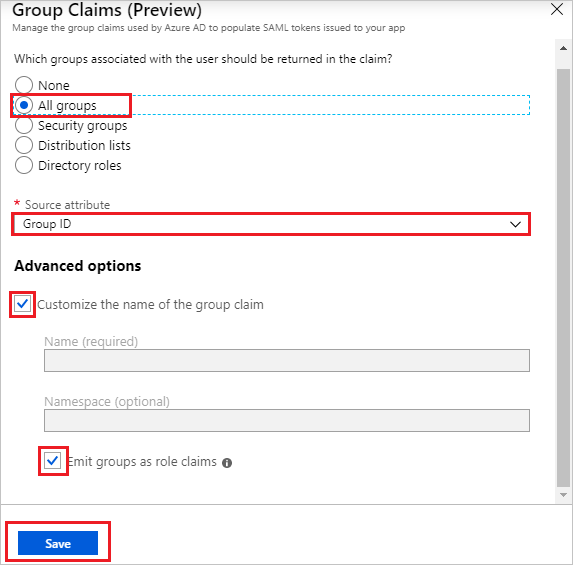 Group Claims (Preview)
Manage the group claims used by Azure AD to populate SAML tokens issued to your app
Which groups associated with the user should be returned in the claim?
None
All groups
Security groups
Distribution lists
Directory roles
* Source attribute
Group ID
Advanced options
Customize the name of the group claim
Name (required)
Namespace (optional)
Emit groups as role claims
Save